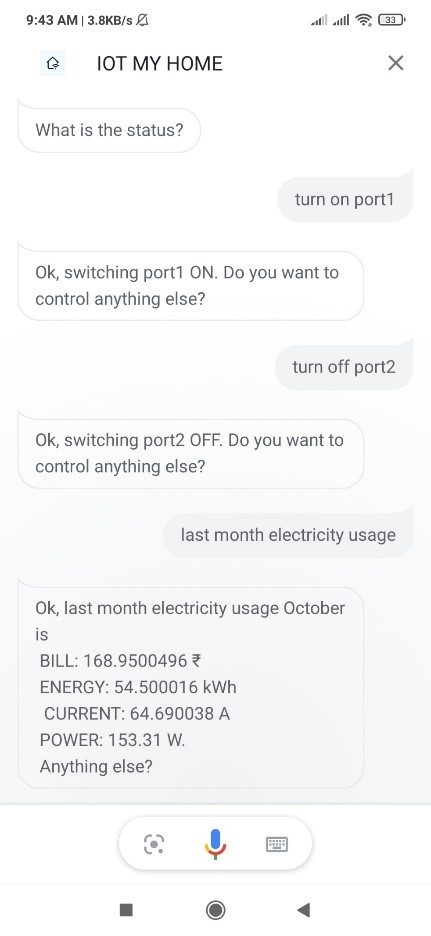 9:43 AM | 3.8KB/s
33
IOT MY HOME
What is the status?
turn on port1
Ok, switching port1 ON. Do you want to
control anything else?
turn off port2
Ok, switching port2 OFF. Do you want to
control anything else?
last month electricity usage
Ok, last month electricity usage October
is
BILL: 168.9500496 ₹
ENERGY: 54.500016 kWh
CURRENT: 64.690038 A
POWER: 153.31 W.
Anything else?